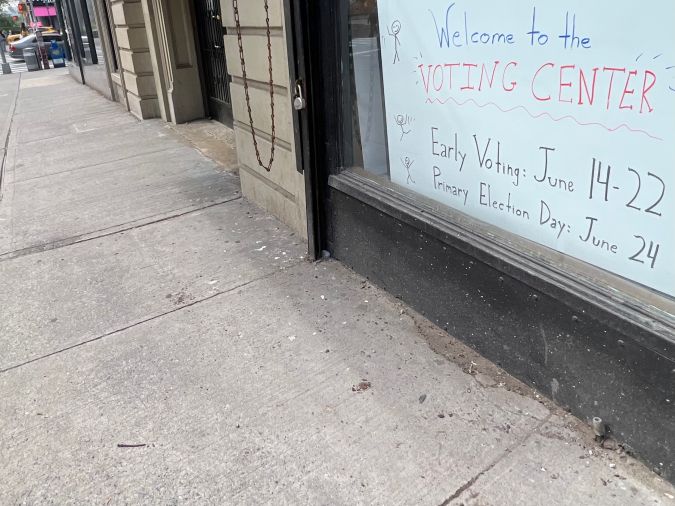 Welcome to the
VOTING CENTER
Early Voting: June 14-22
Primary Election Day: June 24